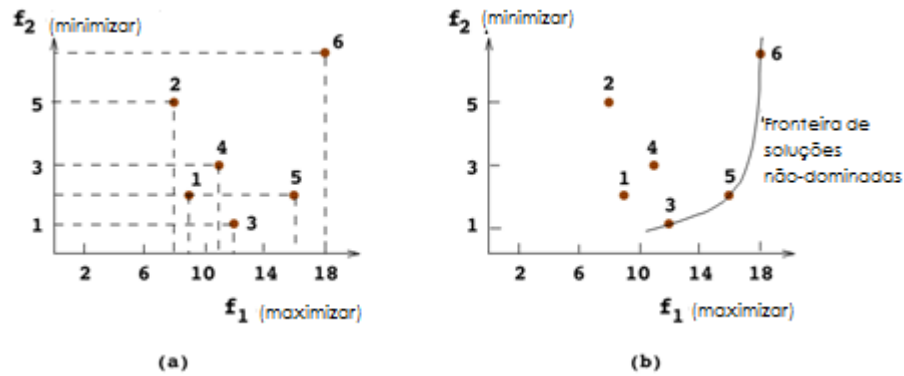 f2 (minimizar)
6
2
5
4
3
1
5
3
1
2 6 10 14 18
f1 (maximizar)
(a)
f2 (minimizar)
6
2
5
4
3
1
5
3
1
2 6 10 14 18
f1 (maximizar)
'Fronteira de
soluções
não-dominadas
(b)